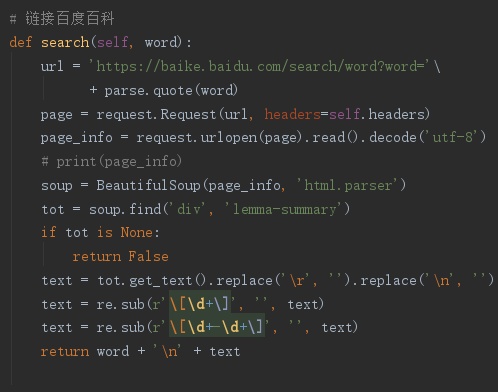 # 链接百度百科
def search(self, word):
    url = 'https://baike.baidu.com/search/word?word='\
          + parse.quote(word)
    page = request.Request(url, headers=self.headers)
    page_info = request.urlopen(page).read().decode('utf-8')
    # print(page_info)
    soup = BeautifulSoup(page_info, 'html.parser')
    tot = soup.find('div', 'lemma-summary')
    if tot is None:
        return False
    text = tot.get_text().replace('\r', '').replace('\n', '')
    text = re.sub(r'\[\d+\]', '', text)
    text = re.sub(r'\[\d+-\d+\]', '', text)
    return word + '\n' + text